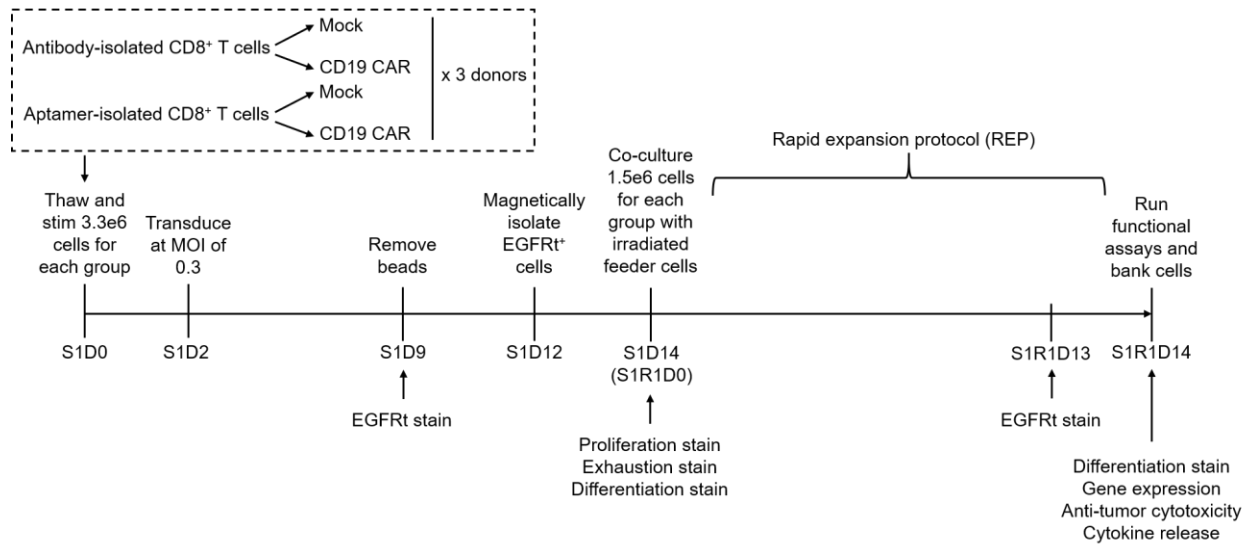 Antibody-isolated CD8⁺ T cells
Mock
CD19 CAR
Aptamer-isolated CD8⁺ T cells
Mock
CD19 CAR
x 3 donors
Thaw and
stim 3.3e6
cells for
each group
Transduce
at MOI of
0.3
Remove
beads
Magnetically
isolate
EGFRt⁺
cells
Co-culture
1.5e6 cells
for each
group with
irradiated
feeder cells
Rapid expansion protocol (REP)
Run
functional
assays and
bank cells
S1D0
S1D2
S1D9
S1D12
S1D14
(S1R1D0)
S1R1D13
S1R1D14
EGFRt stain
Proliferation stain
Exhaustion stain
Differentiation stain
EGFRt stain
Differentiation stain
Gene expression
Anti-tumor cytotoxicity
Cytokine release